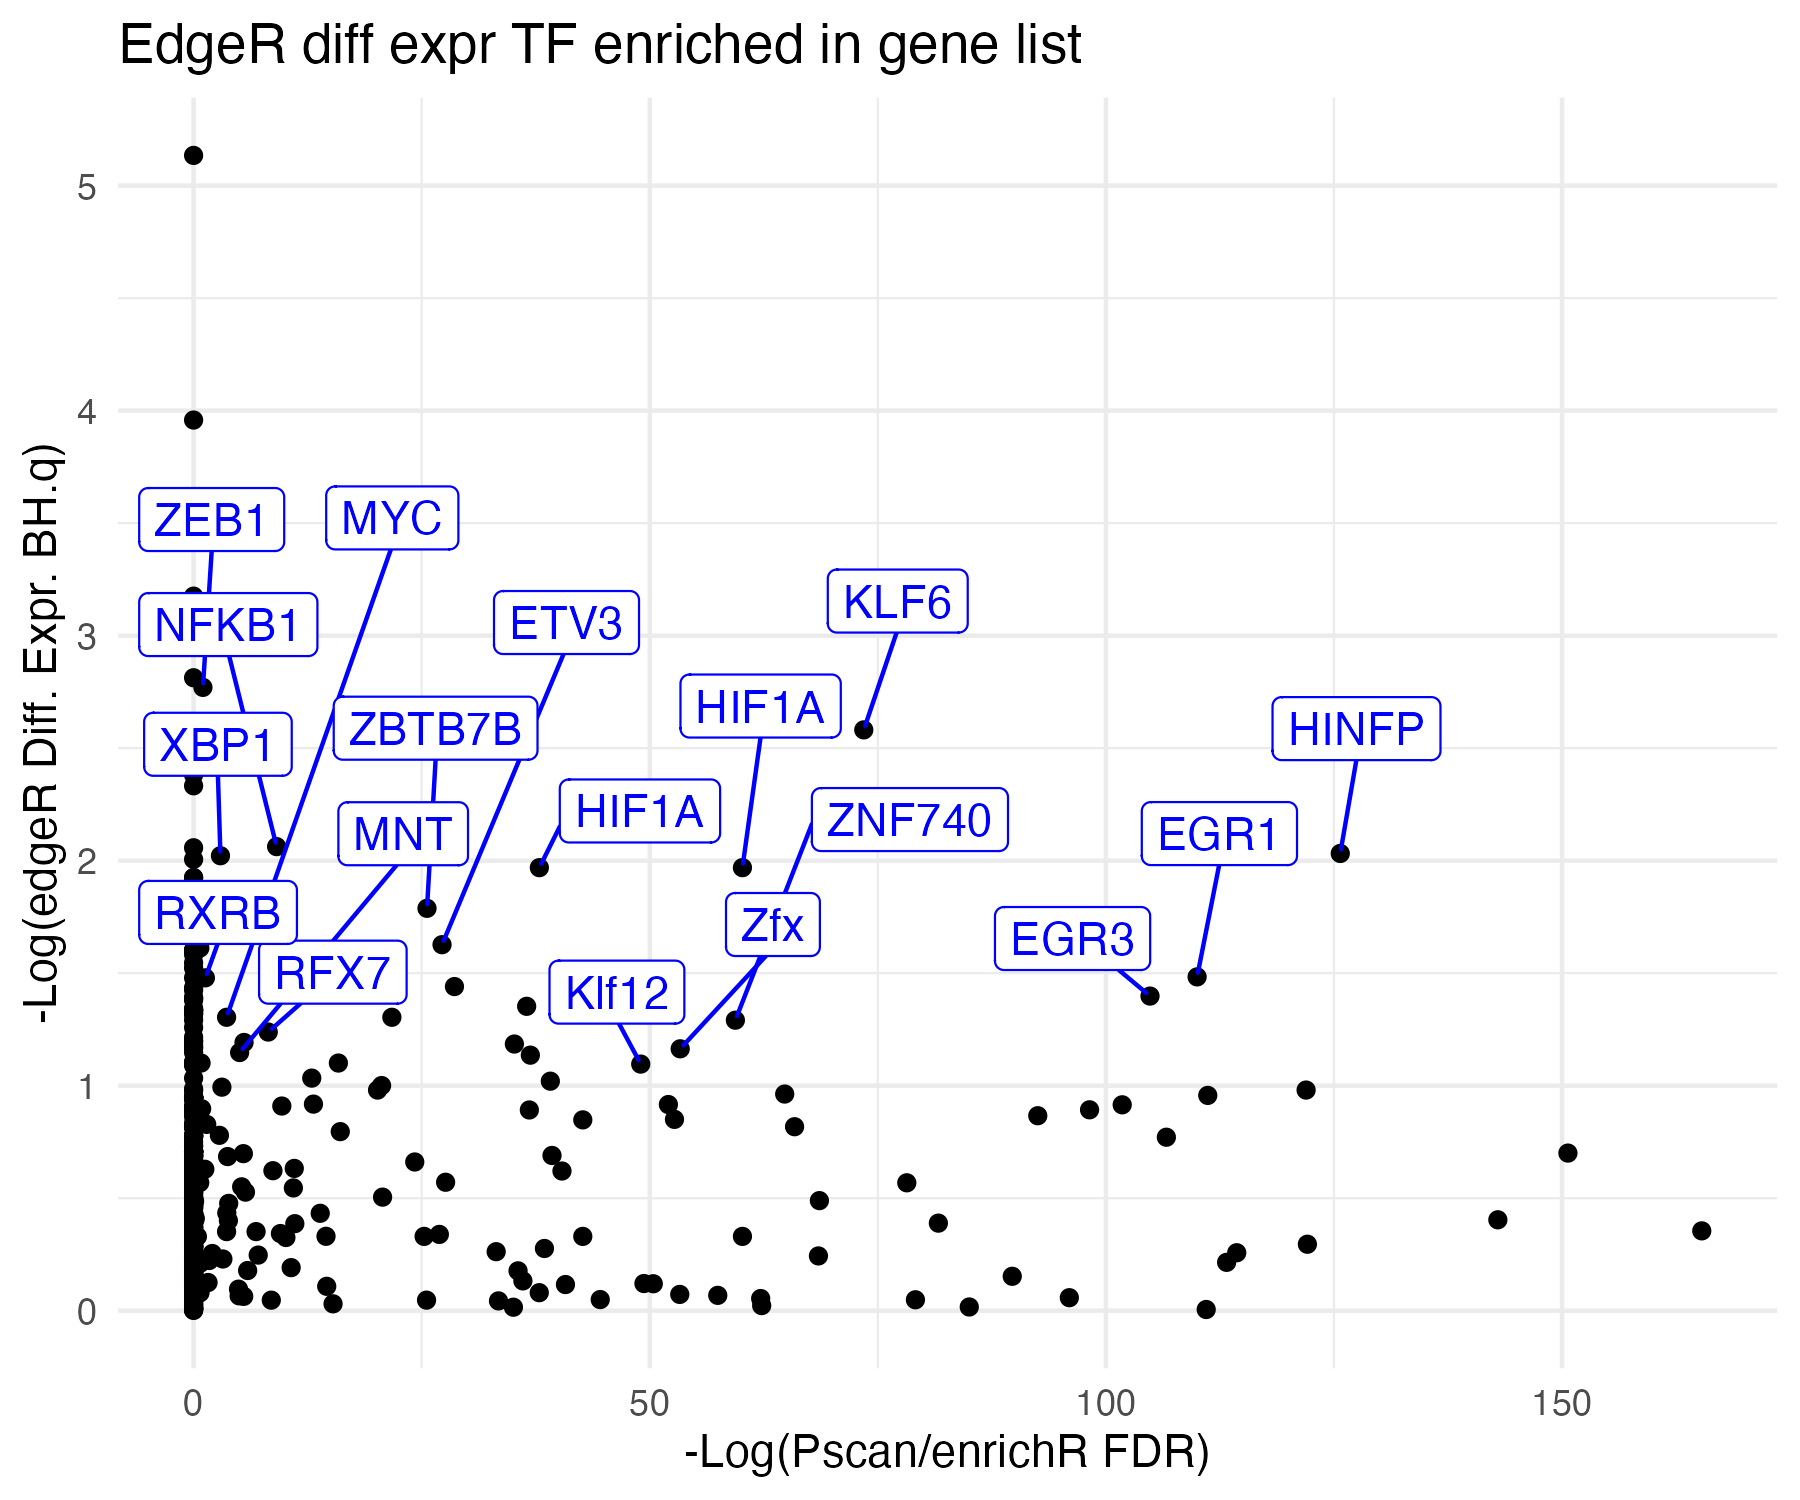 EdgeR diff expr TF enriched in gene list
-Log(edgeR Diff. Expr. BH.q)
5
4
3
2
1
0
ZEB1
MYC
NFKB1
ETV3
KLF6
XBP1
ZBTB7B
HIF1A
HINFP
MNT
HIF1A
ZNF740
EGR1
RXRB
RFX7
Zfx
EGR3
Klf12
0
50
100
150
-Log(Pscan/enrichR FDR)